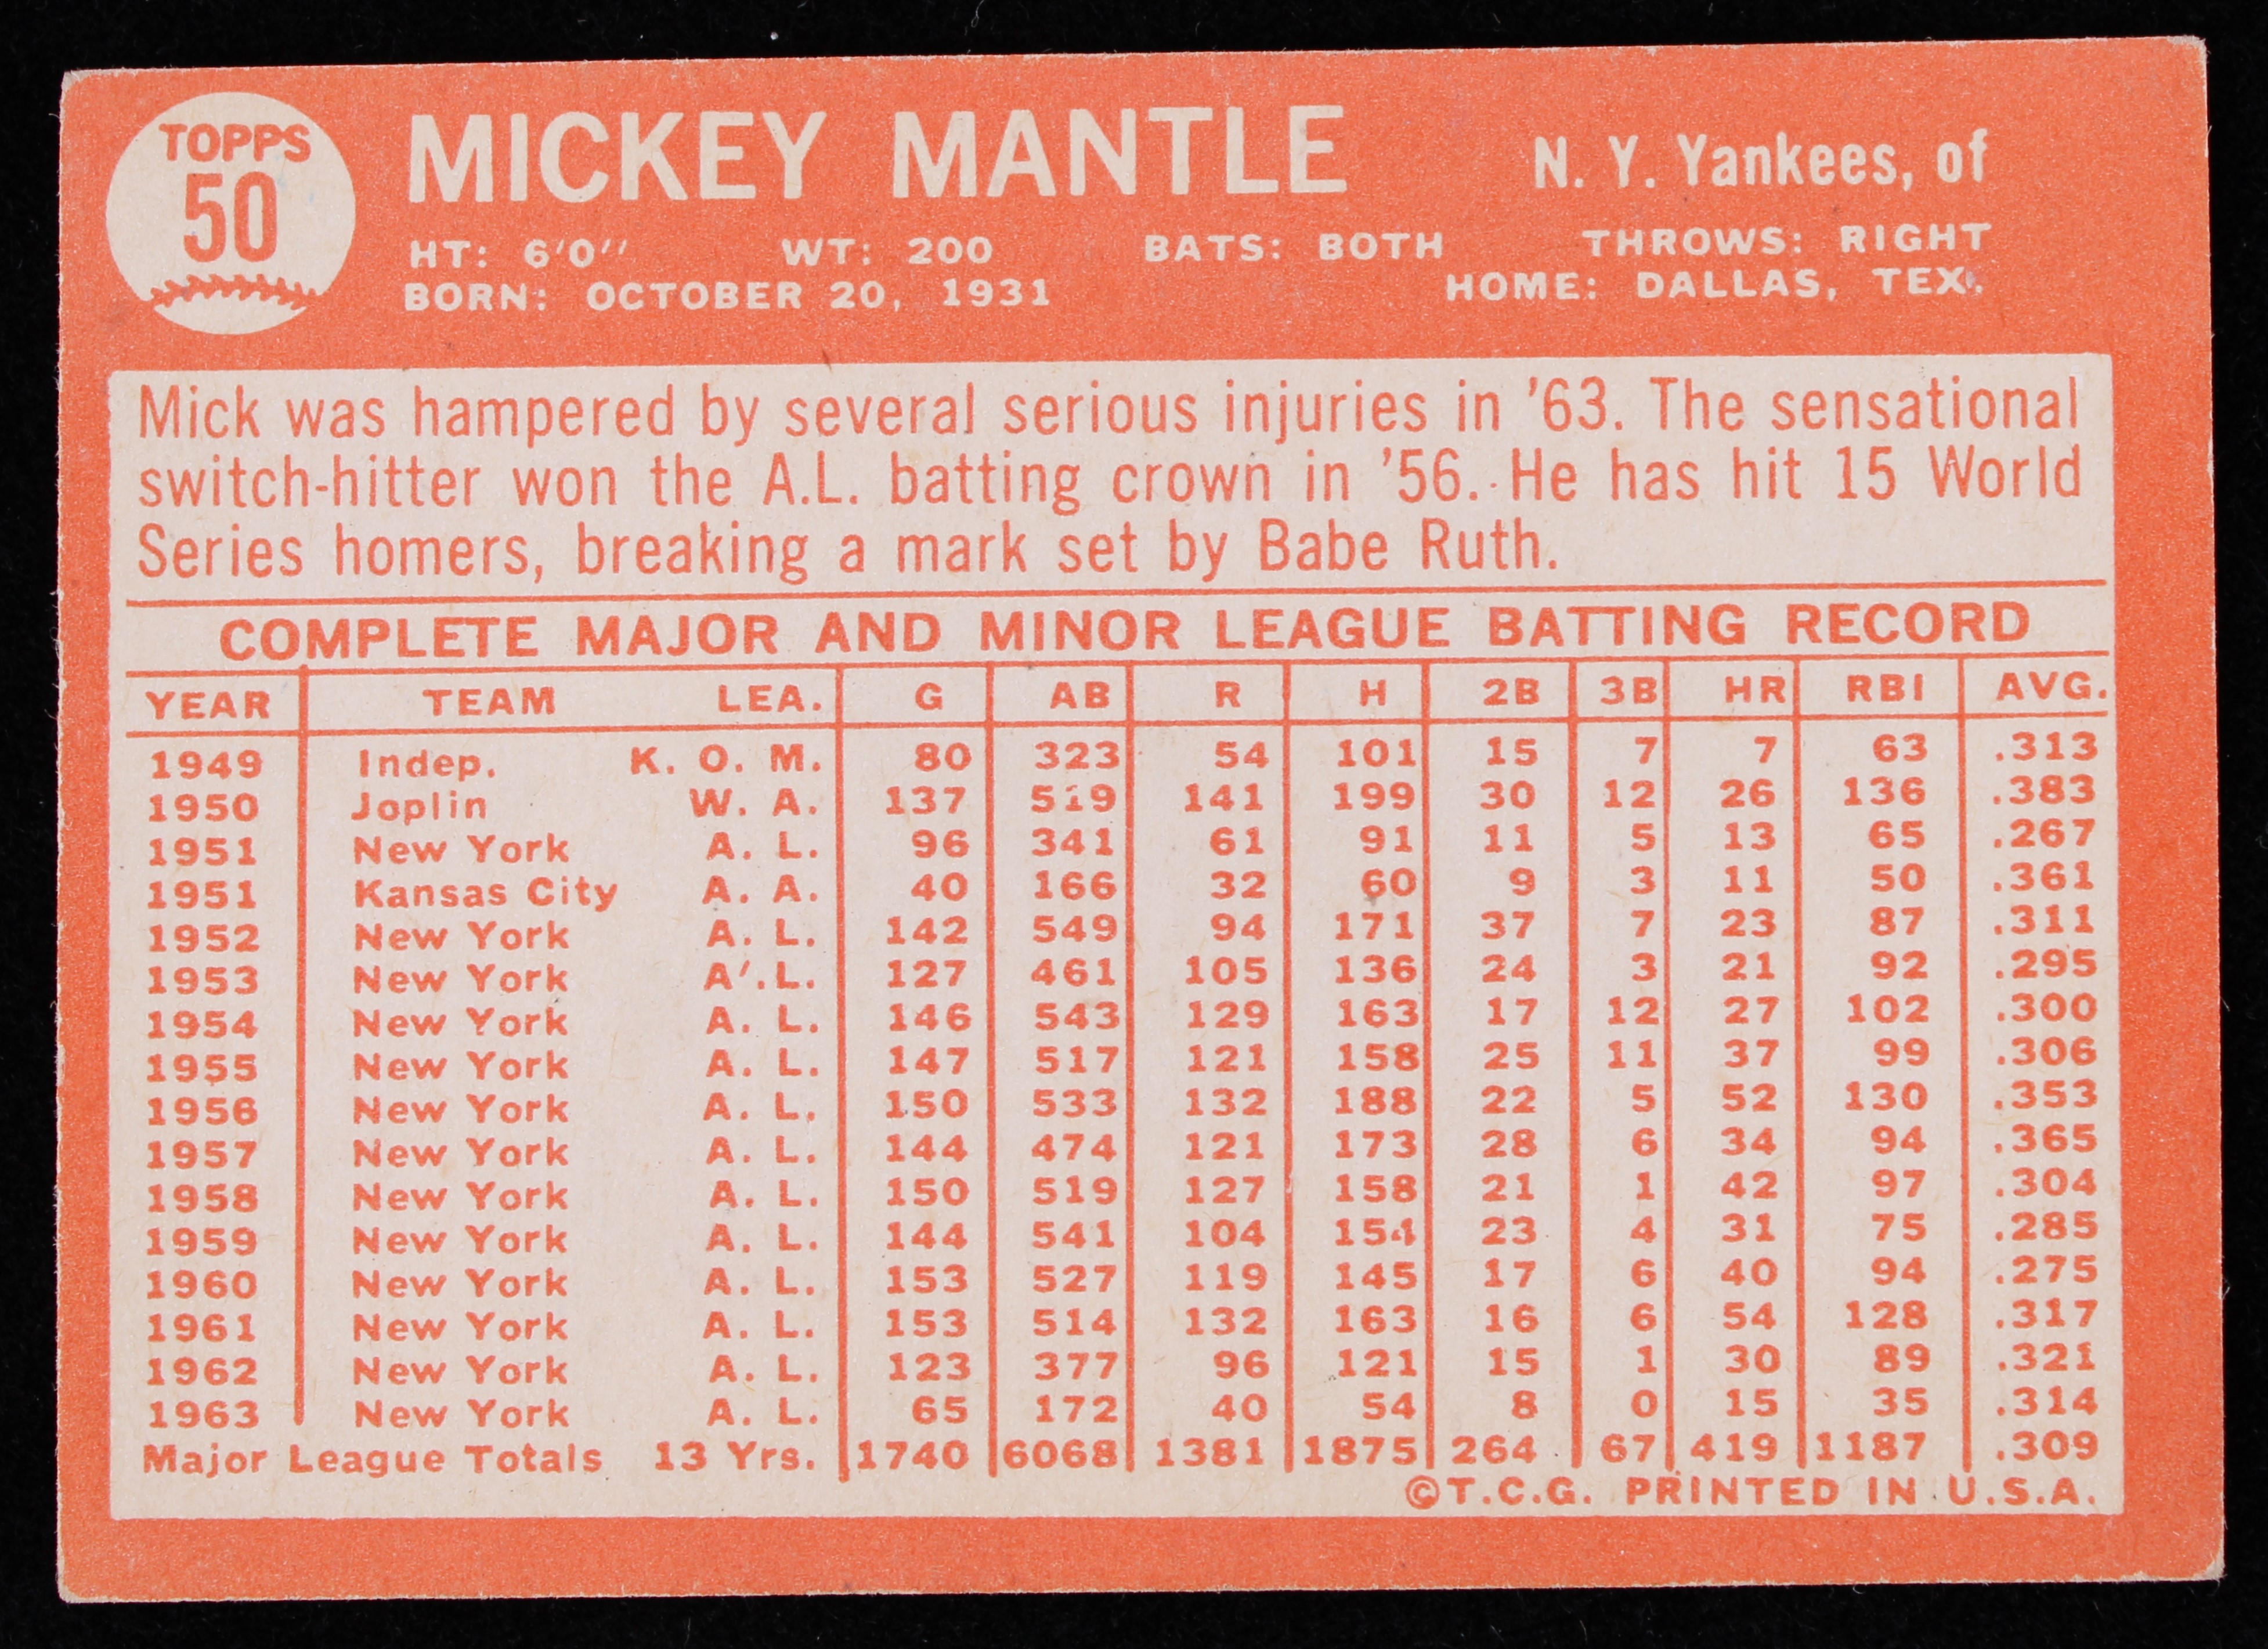 TOPPS
50
MICKEY MANTLE
N. Y. Yankees, of
HT: 6'0'' WT: 200 BATS: BOTH THROWS: RIGHT
BORN: OCTOBER 20, 1931 HOME: DALLAS, TEX.
Mick was hampered by several serious injuries in '63. The sensational
switch-hitter won the A.L. batting crown in '56. He has hit 15 World
Series homers, breaking a mark set by Babe Ruth.
COMPLETE MAJOR AND MINOR LEAGUE BATTING RECORD
YEAR TEAM LEA. G AB R H 2B 3B HR RBI AVG.
1949 Indep. K. O. M. 80 323 54 101 15 7 7 63 .313
1950 Joplin W. A. 137 519 141 199 30 12 26 136 .383
1951 New York A. L. 96 341 61 91 11 5 13 65 .267
1951 Kansas City A. A. 40 166 32 60 9 3 11 50 .361
1952 New York A. L. 142 549 94 171 37 7 23 87 .311
1953 New York A'.L. 127 461 105 136 24 3 21 92 .295
1954 New York A. L. 146 543 129 163 17 12 27 102 .300
1955 New York A. L. 147 517 121 158 25 11 37 99 .306
1956 New York A. L. 150 533 132 188 22 5 52 130 .353
1957 New York A. L. 144 474 121 173 28 6 34 94 .365
1958 New York A. L. 150 519 127 158 21 1 42 97 .304
1959 New York A. L. 144 541 104 154 23 4 31 75 .285
1960 New York A. L. 153 527 119 145 17 6 40 94 .275
1961 New York A. L. 153 514 132 163 16 6 54 128 .317
1962 New York A. L. 123 377 96 121 15 1 30 89 .321
1963 New York A. L. 65 172 40 54 8 0 15 35 .314
Major League Totals 13 Yrs. 1740 6068 1381 1875 264 67 419 1187 .309
©T.C.G. PRINTED IN U.S.A.